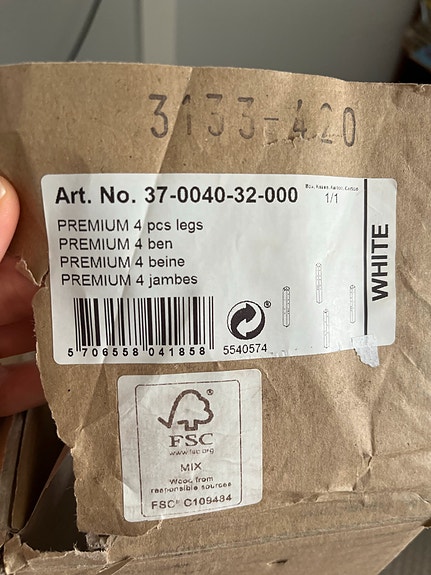 3133-420
Art. No. 37-0040-32-000
1/1
PREMIUM 4 pcs legs
PREMIUM 4 ben
PREMIUM 4 beine
PREMIUM 4 jambes
WHITE
5 706558 041858
®
5540574
®
FSC
www.fsc.org
MIX
Wood from
responsible sources
FSC® C109484